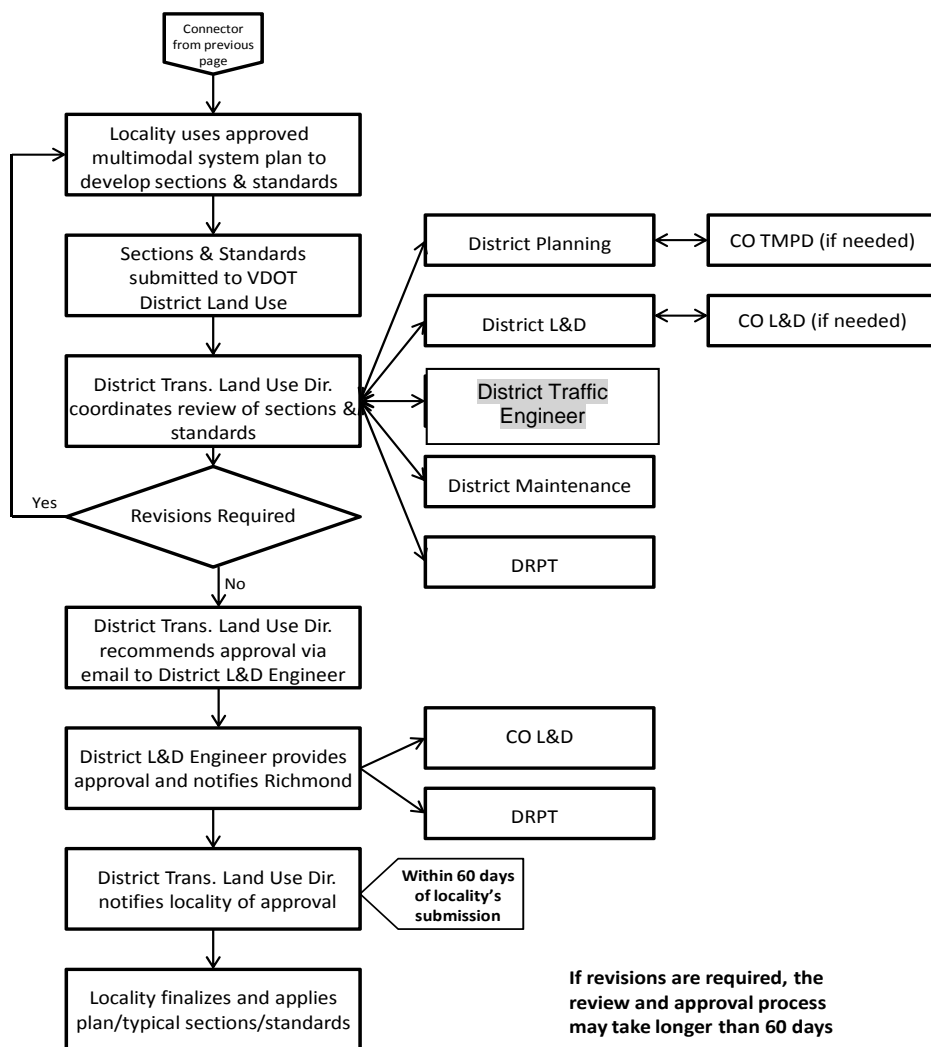 Connector
from previous
page
Locality uses approved
multimodal system plan to
develop sections & standards
Sections & Standards
submitted to VDOT
District Land Use
District Planning
CO TMPD (if needed)
District L&D
CO L&D (if needed)
District Trans. Land Use Dir.
coordinates review of sections &
standards
District Traffic
Engineer
District Maintenance
DRPT
Yes
Revisions Required
No
District Trans. Land Use Dir.
recommends approval via
email to District L&D Engineer
District L&D Engineer provides
approval and notifies Richmond
CO L&D
DRPT
District Trans. Land Use Dir.
notifies locality of approval
Within 60 days
of locality’s
submission
Locality finalizes and applies
plan/typical sections/standards
If revisions are required, the
review and approval process
may take longer than 60 days